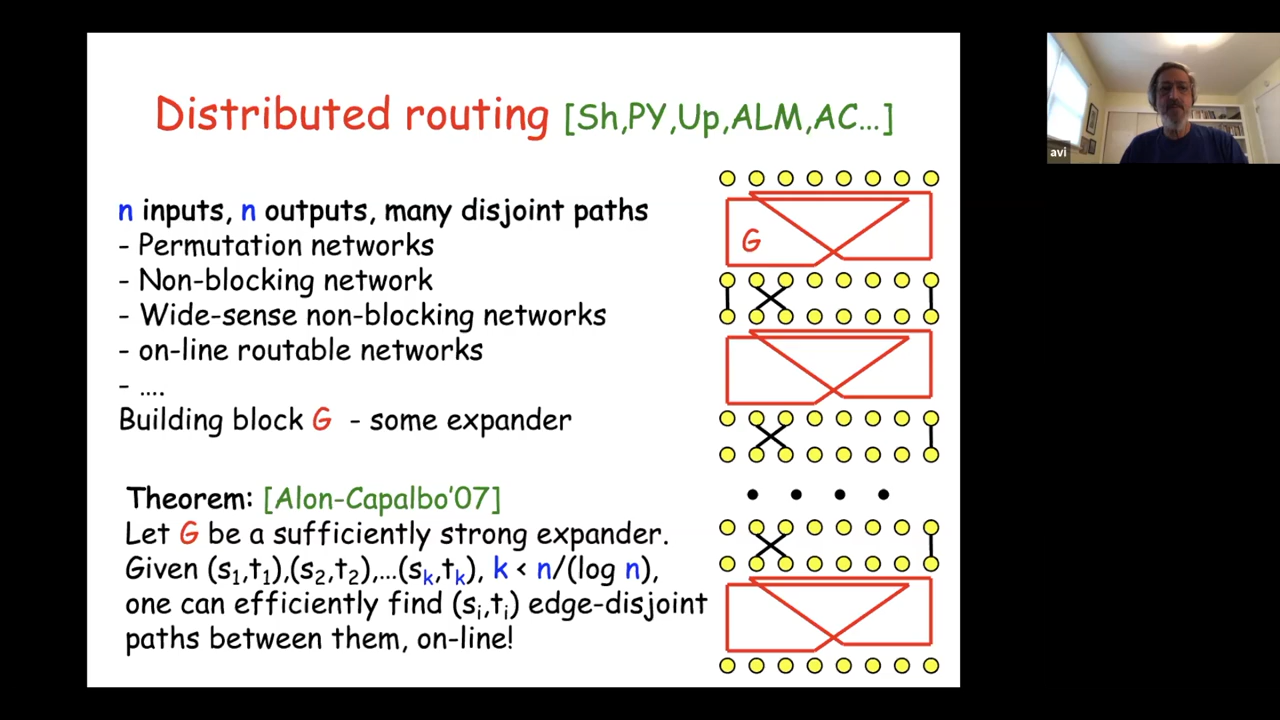 Distributed routing [Sh,PY,Up,ALM,AC…]
n inputs, n outputs, many disjoint paths
- Permutation networks
- Non-blocking network
- Wide-sense non-blocking networks
- on-line routable networks
- ….
Building block G - some expander
Theorem: [Alon-Capalbo'07]
Let G be a sufficiently strong expander.
Given (s1,t1),(s2,t2),…(sk,tk), k < n/(log n),
one can efficiently find (si,ti) edge-disjoint
paths between them, on-line!
G
avi